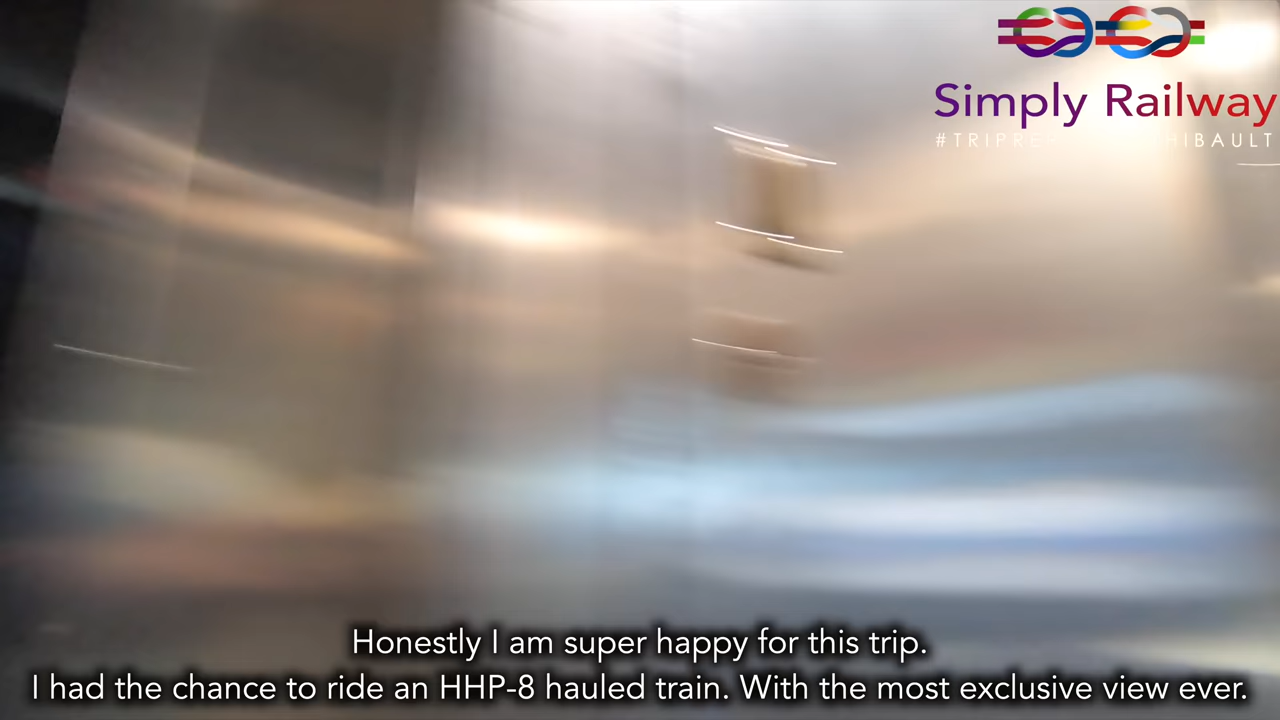 Simply Railway
Honestly I am super happy for this trip.
I had the chance to ride an HHP-8 hauled train. With the most exclusive view ever.